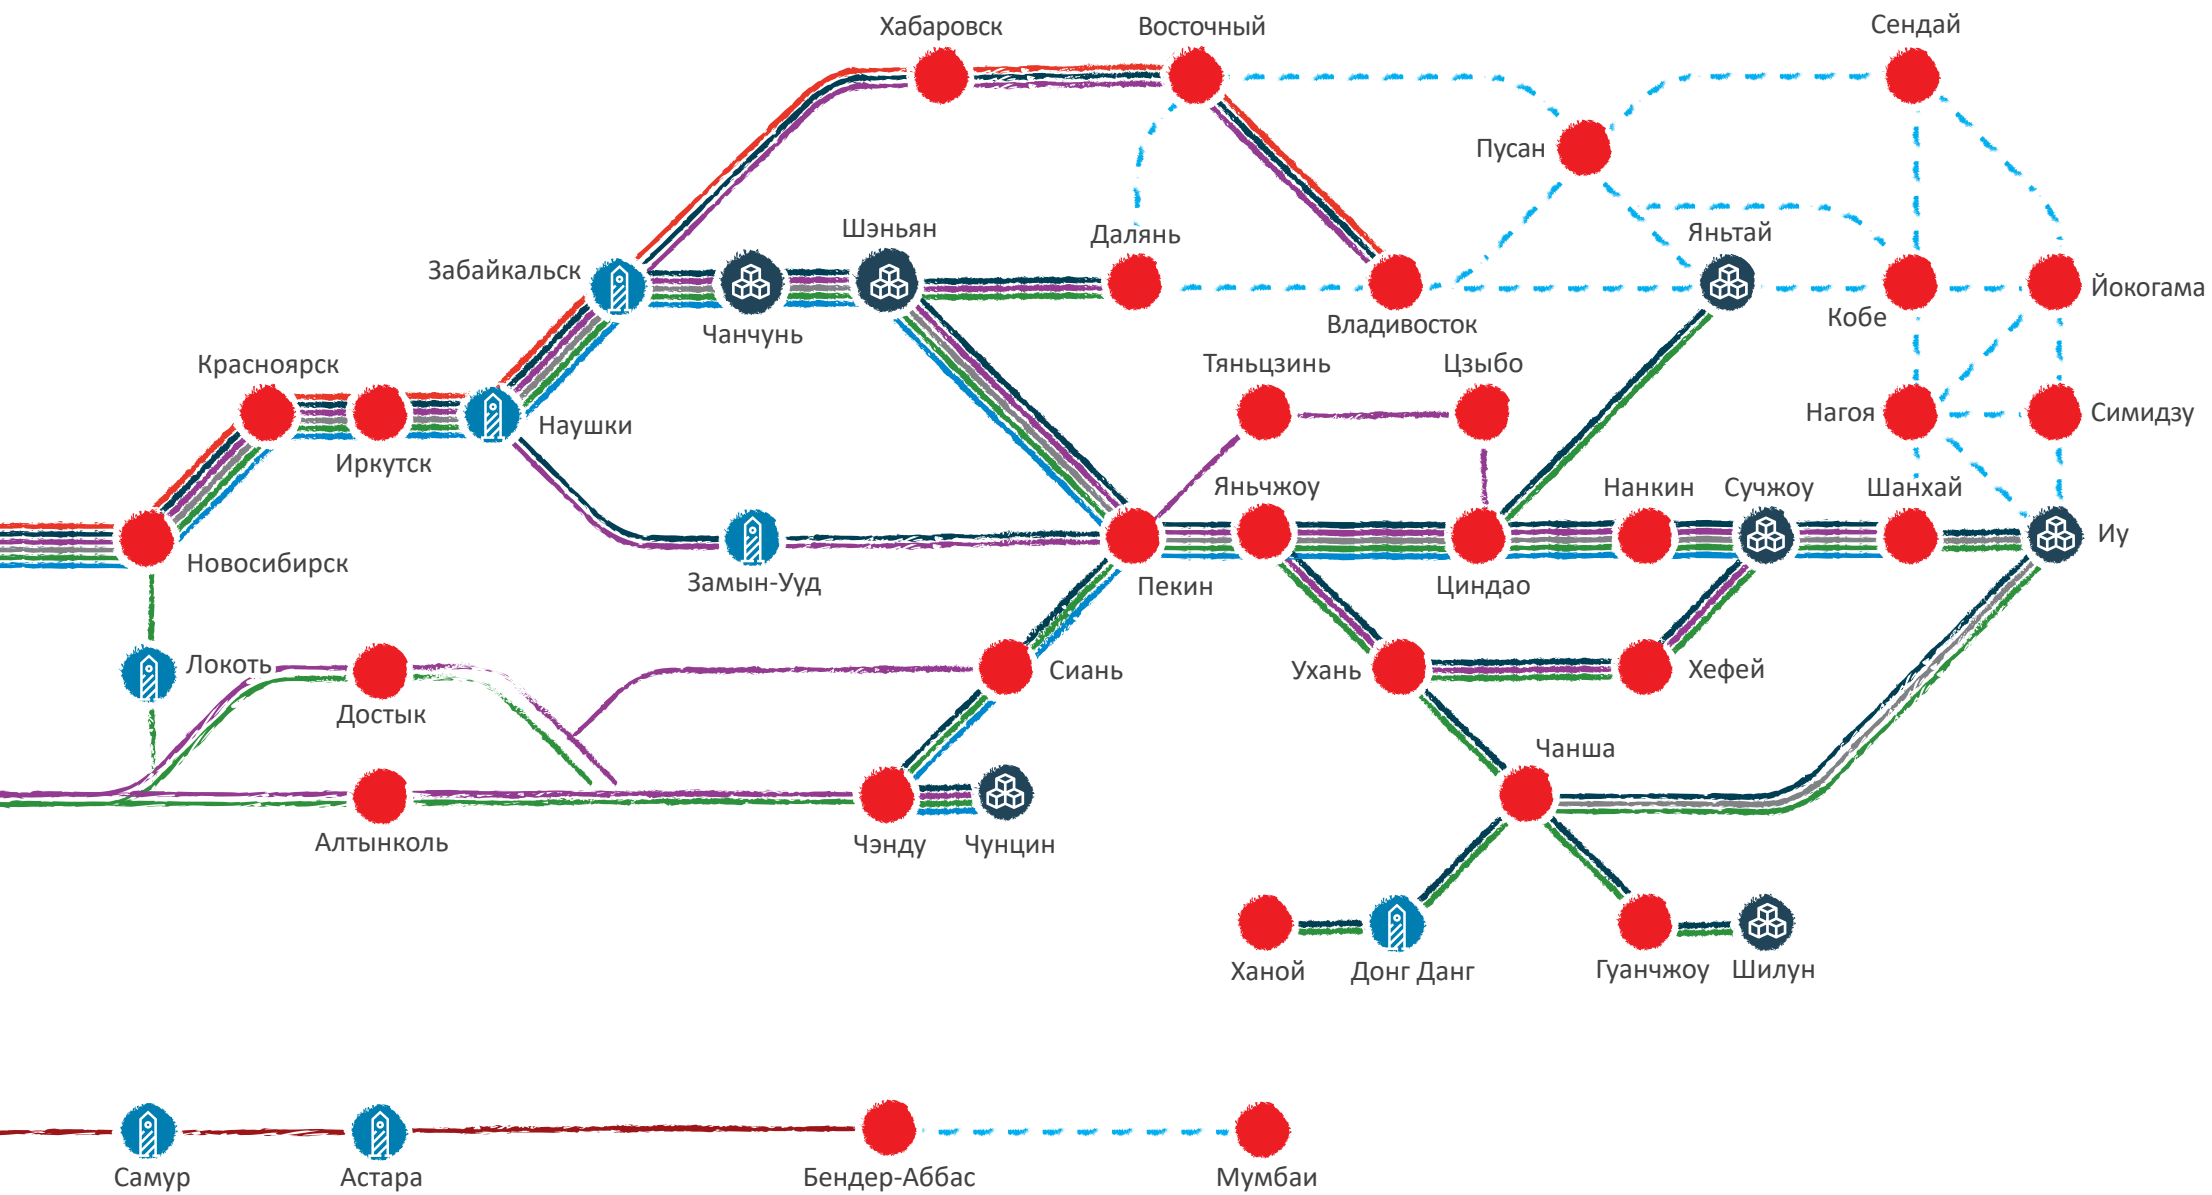 Хабаровск
Восточный
Сендай
Пусан
Шэньян
Далянь
Яньтай
Забайкальск
Йокогама
Кобе
Чанчунь
Владивосток
Красноярск
Тяньцзинь
Цзыбо
Нагоя
Симидзу
Наушки
Иркутск
Яньчжоу
Нанкин
Сучжоу
Шанхай
Иу
Новосибирск
Замын-Ууд
Пекин
Циндао
Локоть
Сиань
Ухань
Хефей
Достык
Чанша
Алтынколь
Чэнду
Чунцин
Ханой
Донг Данг
Гуанчжоу
Шилун
Самур
Астара
Бендер-Аббас
Мумбаи